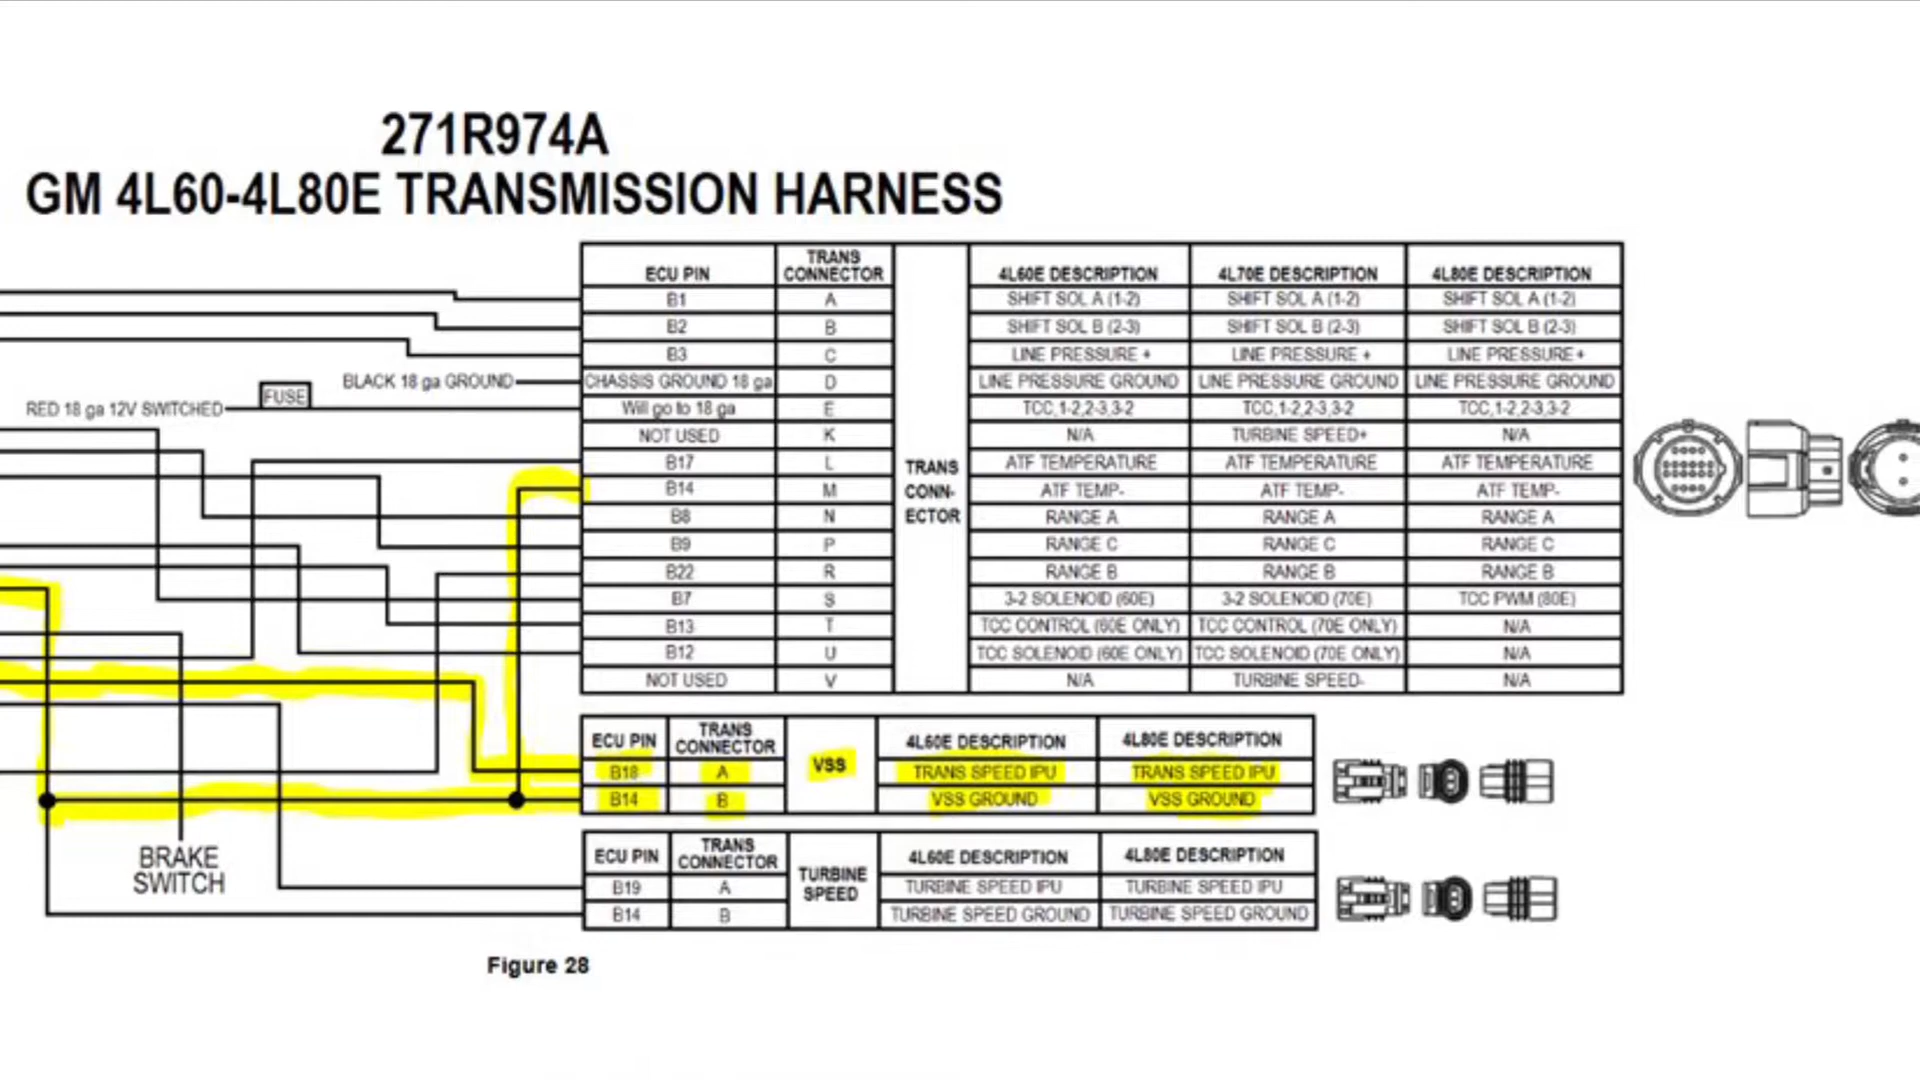 271R974A
GM 4L60-4L80E TRANSMISSION HARNESS
ECU PIN TRANS CONNECTOR 4L60E DESCRIPTION 4L70E DESCRIPTION 4L80E DESCRIPTION
B1 A SHIFT SOL A (1-2) SHIFT SOL A (1-2) SHIFT SOL A (1-2)
B2 B SHIFT SOL B (2-3) SHIFT SOL B (2-3) SHIFT SOL B (2-3)
B3 C LINE PRESSURE + LINE PRESSURE + LINE PRESSURE +
BLACK 18 ga GROUND CHASSIS GROUND 18 ga D LINE PRESSURE GROUND LINE PRESSURE GROUND LINE PRESSURE GROUND
RED 18 ga 12V SWITCHED FUSE Will go to 18 ga E TCC,1-2,2-3,3-2 TCC,1-2,2-3,3-2 TCC,1-2,2-3,3-2
NOT USED K N/A TURBINE SPEED+ N/A
B17 L ATF TEMPERATURE ATF TEMPERATURE ATF TEMPERATURE
B14 M ATF TEMP- ATF TEMP- ATF TEMP-
B8 N RANGE A RANGE A RANGE A
B9 P RANGE C RANGE C RANGE C
B22 R RANGE B RANGE B RANGE B
B7 S 3-2 SOLENOID (60E) 3-2 SOLENOID (70E) TCC PWM (80E)
B13 T TCC CONTROL (60E ONLY) TCC CONTROL (70E ONLY) N/A
B12 U TCC SOLENOID (60E ONLY) TCC SOLENOID (70E ONLY) N/A
NOT USED V N/A TURBINE SPEED- N/A
TRANS
CONN-
ECTOR
ECU PIN TRANS CONNECTOR VSS 4L60E DESCRIPTION 4L80E DESCRIPTION
B18 A TRANS SPEED IPU TRANS SPEED IPU
B14 B VSS GROUND VSS GROUND
BRAKE
SWITCH
ECU PIN TRANS CONNECTOR TURBINE SPEED 4L60E DESCRIPTION 4L80E DESCRIPTION
B19 A TURBINE SPEED IPU TURBINE SPEED IPU
B14 B TURBINE SPEED GROUND TURBINE SPEED GROUND
Figure 28